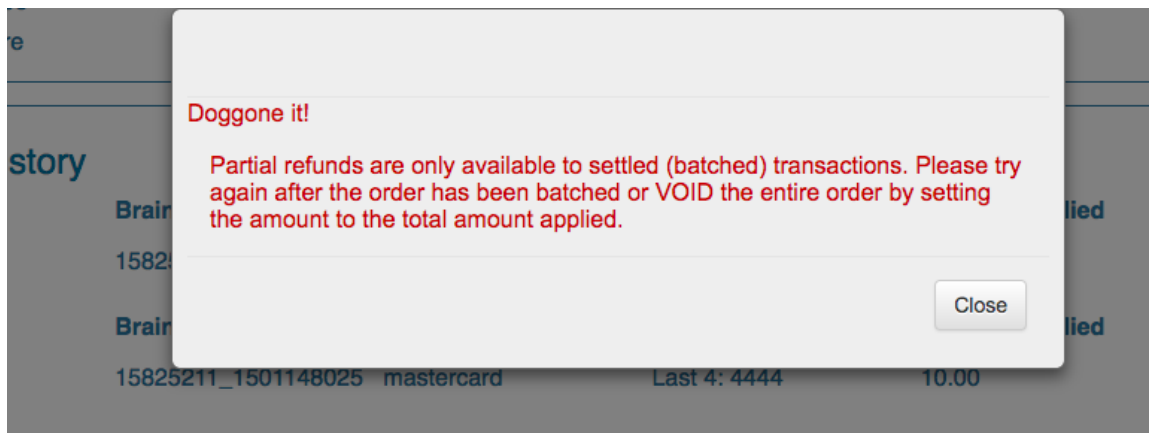 re
Doggone it!
story
Partial refunds are only available to settled (batched) transactions. Please try
again after the order has been batched or VOID the entire order by setting
the amount to the total amount applied.
Brain
lied
1582
Close
Brain
lied
15825211_1501148025 mastercard Last 4: 4444 10.00